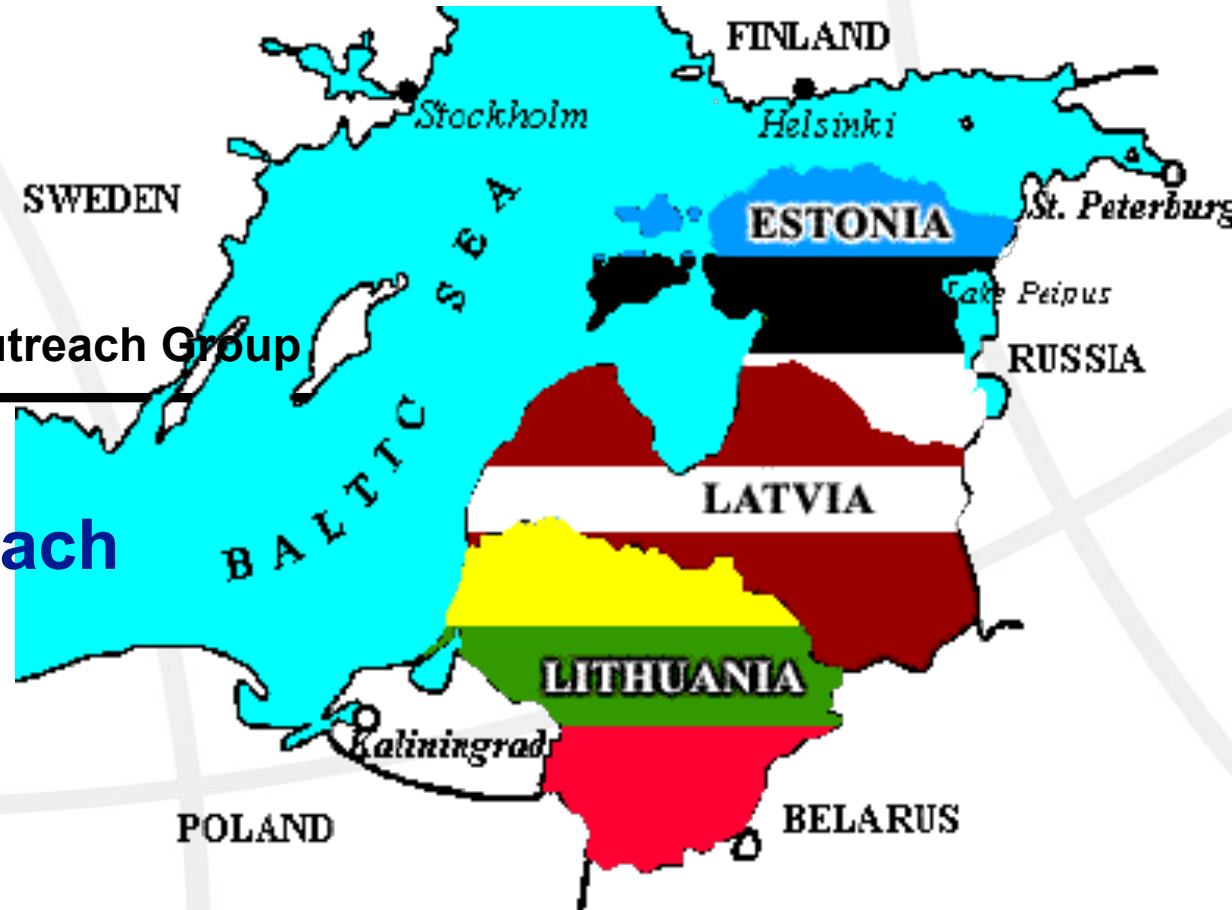 FINLAND
Stockholm
Helsinki
SWEDEN
St. Peterburg
ESTONIA
BALTIC SEA
Lake Peipus
utreach Group
RUSSIA
LATVIA
ach
LITHUANIA
Kaliningrad
POLAND
BELARUS